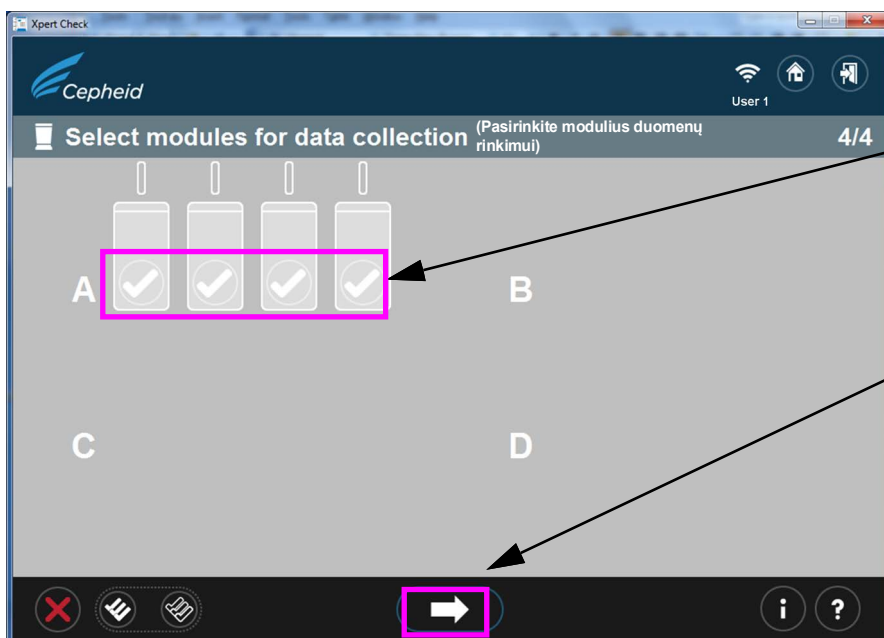 Xpert Check
Cepheid
User 1
Select modules for data collection (Pasirinkite modulius duomenų
rinkimui)
4/4
A
B
C
D
i
?